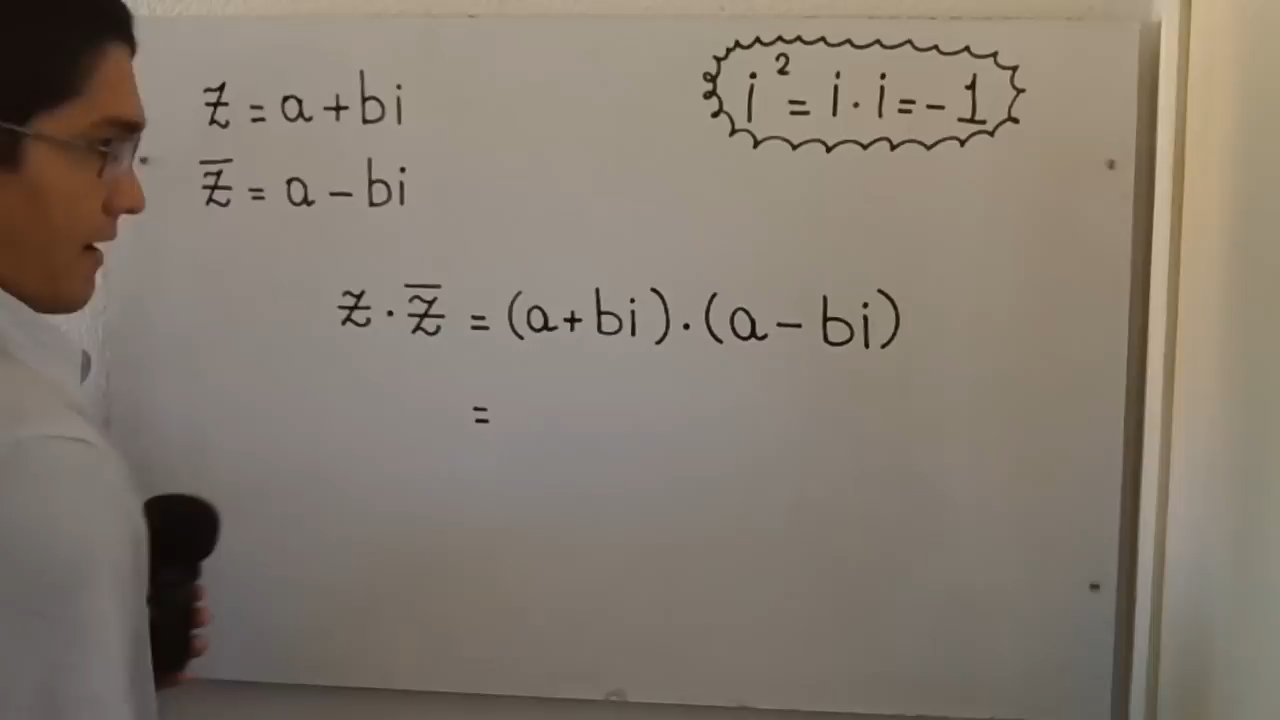 z = a + bi
i² = i · i = - 1
z̅ = a - bi
z · z̅ = (a + bi) · (a - bi)
=